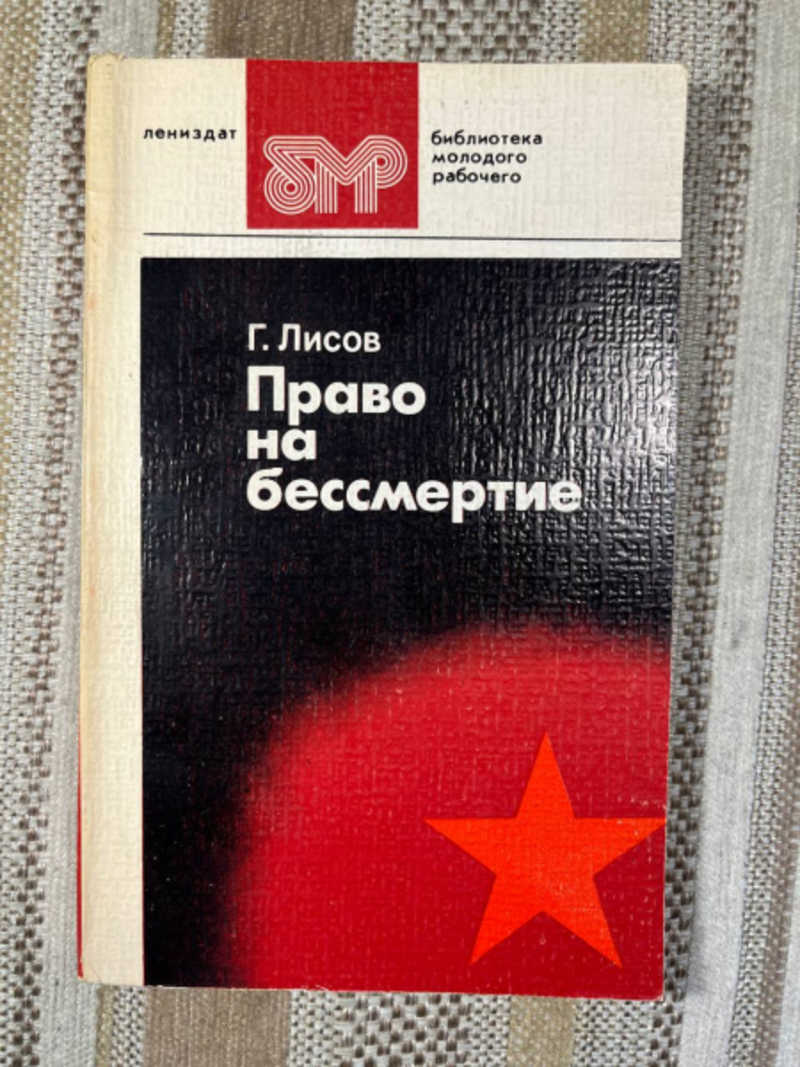 лениздат
бмр
библиотека
молодого
рабочего
Г. Лисов
Право
на
бессмертие